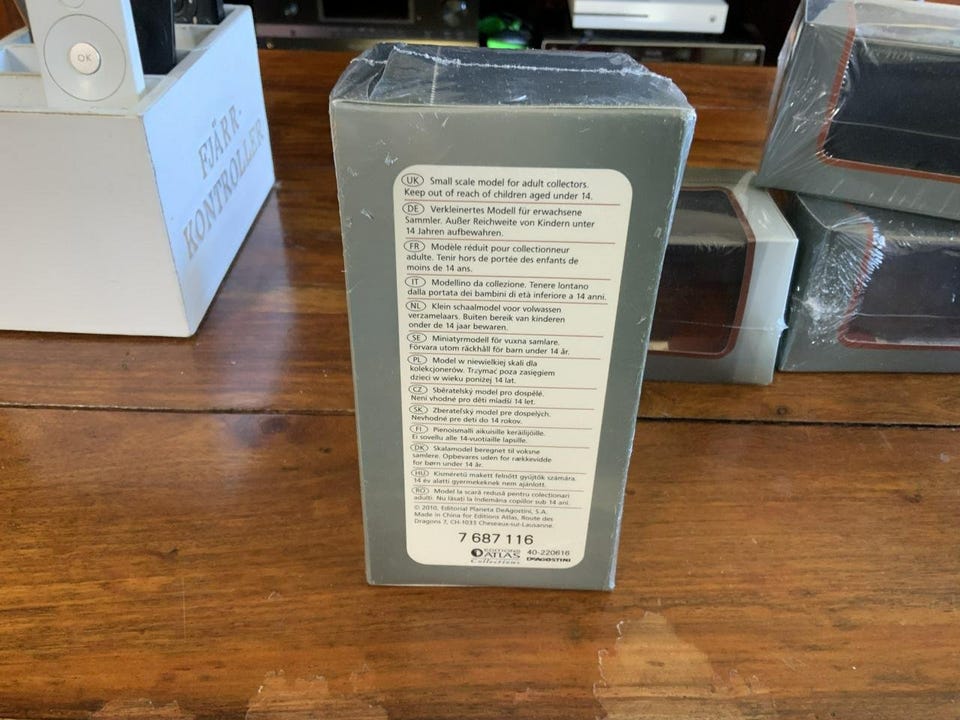 OK
FJÄRR-
KONTROLLER
UK Small scale model for adult collectors.
Keep out of reach of children aged under 14.
DE Verkleinertes Modell für erwachsene
Sammler. Außer Reichweite von Kindern unter
14 Jahren aufbewahren.
FR Modèle réduit pour collectionneur
adulte. Tenir hors de portée des enfants de
moins de 14 ans.
IT Modellino da collezione. Tenere lontano
dalla portata dei bambini di età inferiore a 14 anni.
NL Klein schaalmodel voor volwassen
verzamelaars. Buiten bereik van kinderen
onder de 14 jaar bewaren.
SE Miniatyrmodell för vuxna samlare.
Förvara utom räckhåll för barn under 14 år.
PL Model w niewielkiej skali dla
kolekcjonerów. Trzymać poza zasięgiem
dzieci w wieku poniżej 14 lat.
CZ Sběratelský model pro dospělé.
Není vhodné pro děti mladší 14 let.
SK Zberateľský model pre dospelých.
Nevhodné pre deti do 14 rokov.
FI Pienoismalli aikuisille keräilijöille.
Ei sovellu alle 14-vuotiaille lapsille.
DK Skalamodel beregnet til voksne
samlere. Opbevares uden for rækkevidde
for børn under 14 år.
HU Kisméretű makett felnőtt gyűjtők számára.
14 év alatti gyermekeknek nem ajánlott.
RO Model la scară redusă pentru colecționari
adulți. Nu lăsați la îndemâna copiilor sub 14 ani.
© 2010, Editorial Planeta DeAgostini, S.A.
Made in China for Editions Atlas, Route des
Dragons 7, CH-1033 Cheseaux-sur-Lausanne.
7 687 116
EDITIONS
ATLAS
Collections
40-220616
DeAGOSTINI